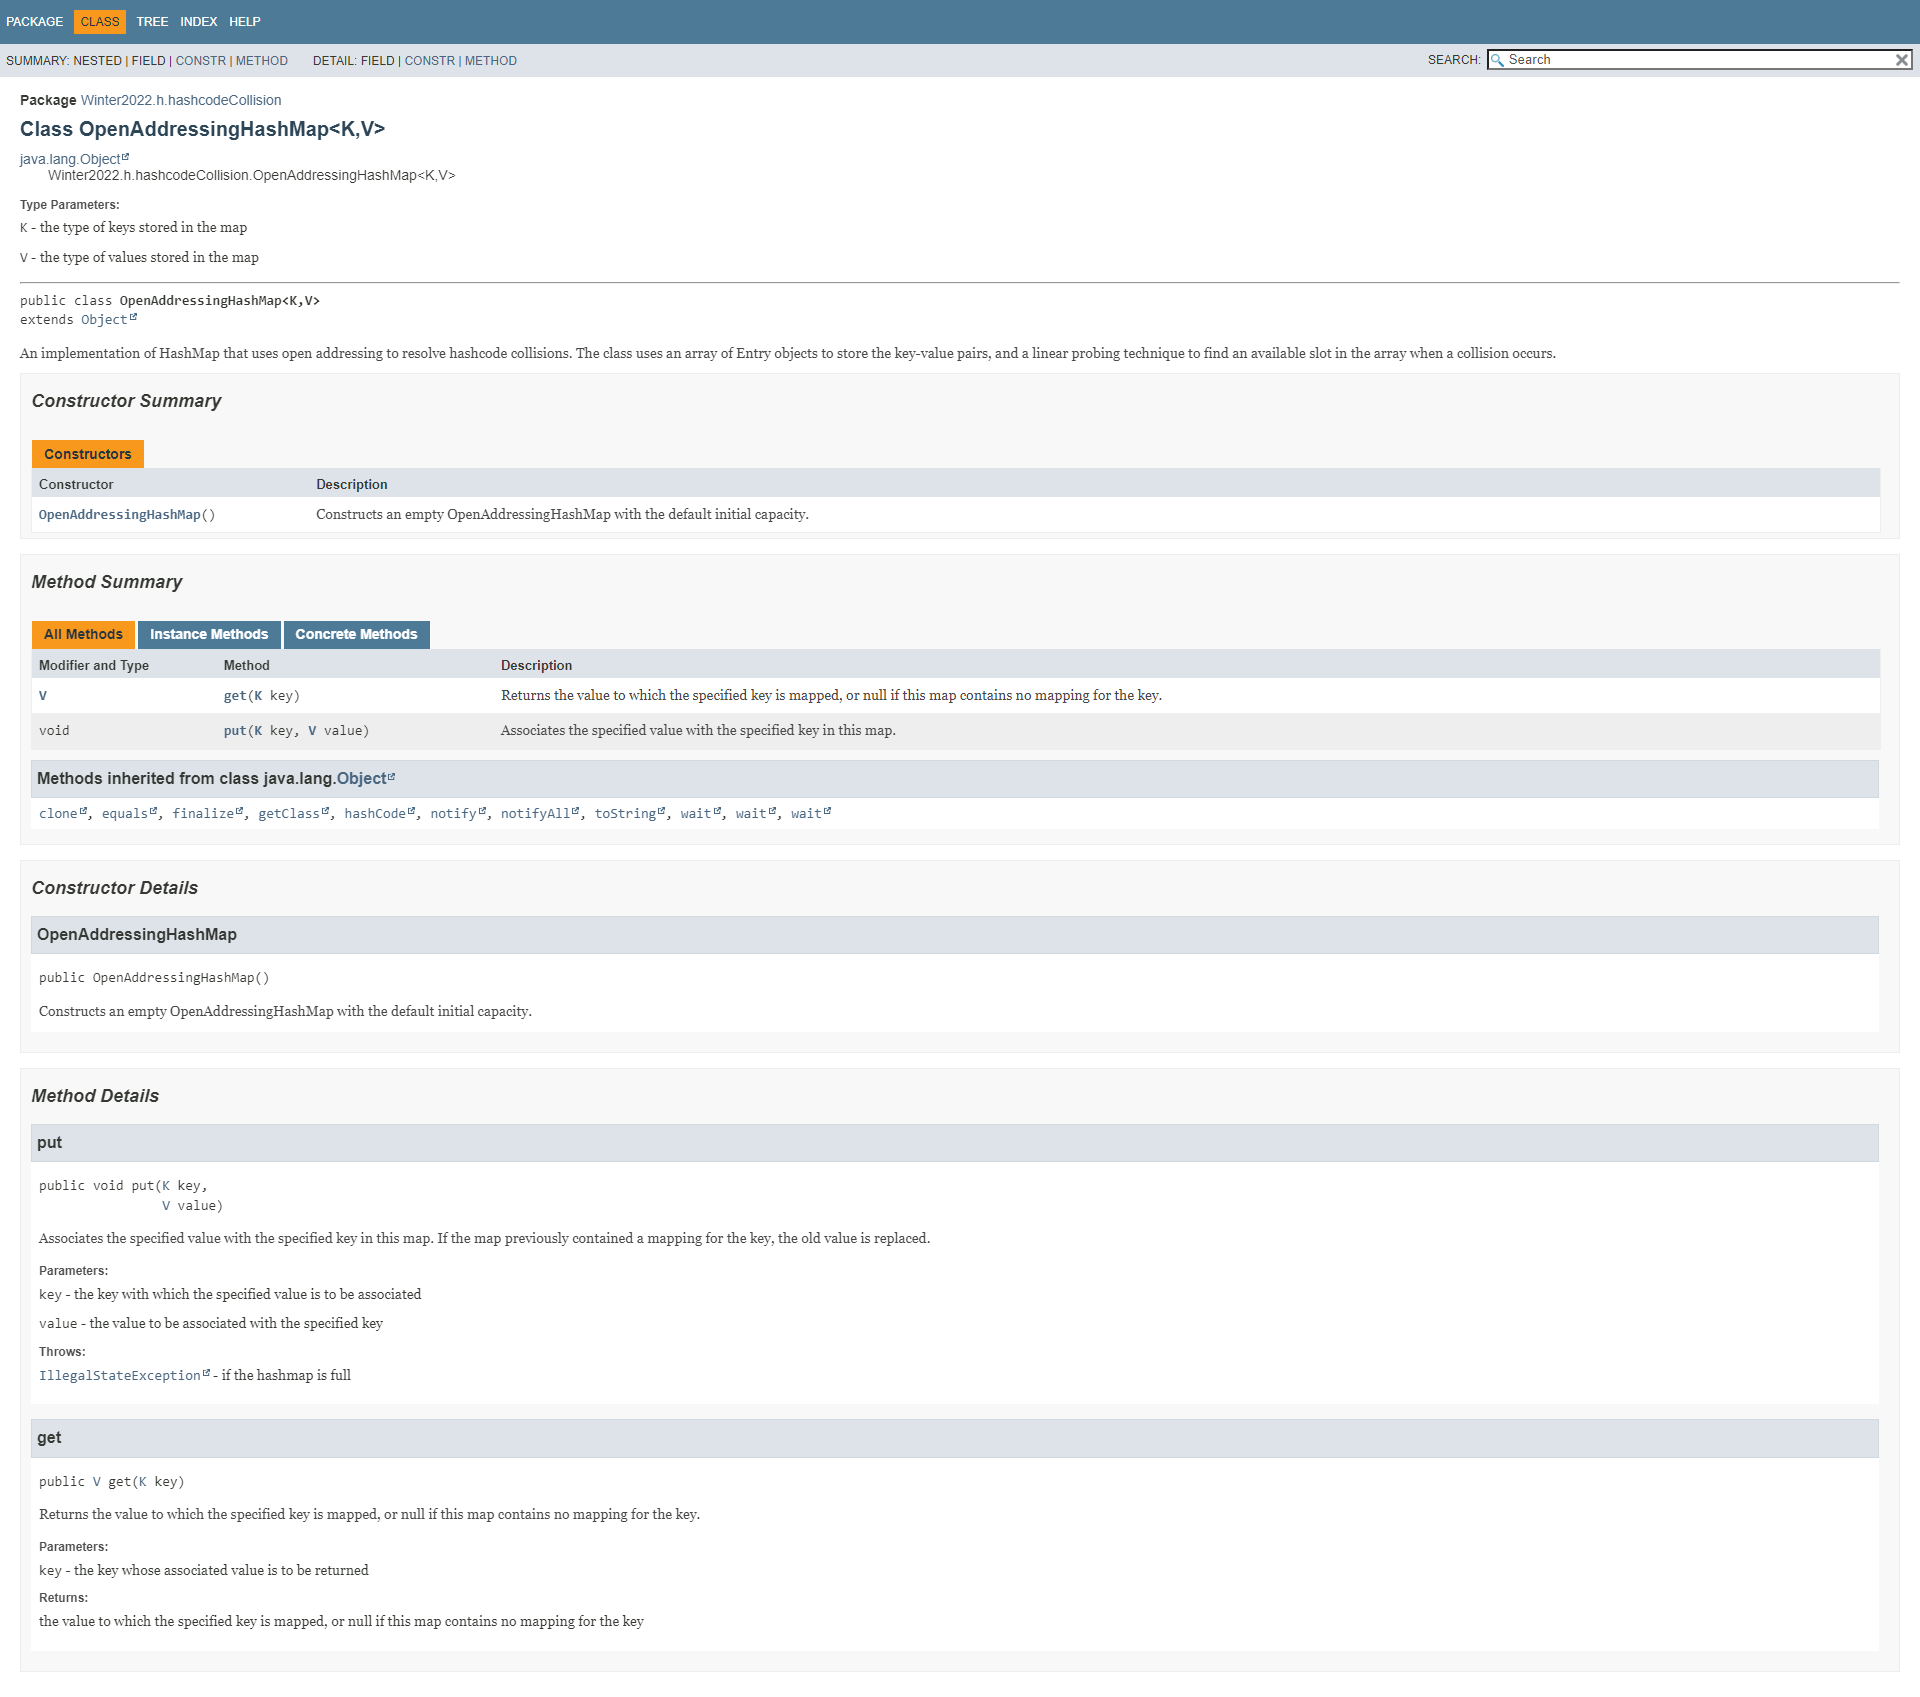 PACKAGE CLASS TREE INDEX HELP
SUMMARY: NESTED | FIELD | CONSTR | METHOD DETAIL: FIELD | CONSTR | METHOD SEARCH: Search
Package Winter2022.h.hashcodeCollision
Class OpenAddressingHashMap<K,V>
java.lang.Object
Winter2022.h.hashcodeCollision.OpenAddressingHashMap<K,V>
Type Parameters:
K - the type of keys stored in the map
V - the type of values stored in the map
public class OpenAddressingHashMap<K,V>
extends Object
An implementation of HashMap that uses open addressing to resolve hashcode collisions. The class uses an array of Entry objects to store the key-value pairs, and a linear probing technique to find an available slot in the array when a collision occurs.
Constructor Summary
Constructors
Constructor Description
OpenAddressingHashMap() Constructs an empty OpenAddressingHashMap with the default initial capacity.
Method Summary
All Methods Instance Methods Concrete Methods
Modifier and Type Method Description
V get(K key) Returns the value to which the specified key is mapped, or null if this map contains no mapping for the key.
void put(K key, V value) Associates the specified value with the specified key in this map.
Methods inherited from class java.lang.Object
clone, equals, finalize, getClass, hashCode, notify, notifyAll, toString, wait, wait, wait
Constructor Details
OpenAddressingHashMap
public OpenAddressingHashMap()
Constructs an empty OpenAddressingHashMap with the default initial capacity.
Method Details
put
public void put(K key,
V value)
Associates the specified value with the specified key in this map. If the map previously contained a mapping for the key, the old value is replaced.
Parameters:
key - the key with which the specified value is to be associated
value - the value to be associated with the specified key
Throws:
IllegalStateException - if the hashmap is full
get
public V get(K key)
Returns the value to which the specified key is mapped, or null if this map contains no mapping for the key.
Parameters:
key - the key whose associated value is to be returned
Returns:
the value to which the specified key is mapped, or null if this map contains no mapping for the key